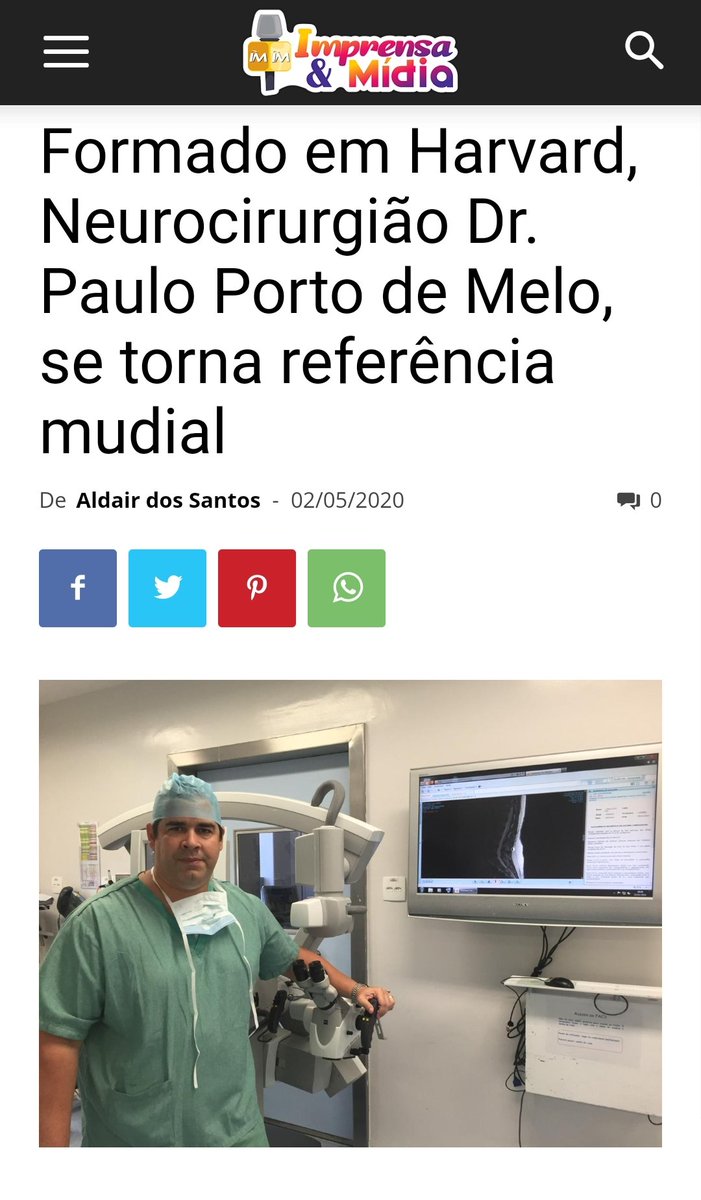 Imprensa
& Mídia
Formado em Harvard,
Neurocirurgião Dr.
Paulo Porto de Melo,
se torna referência
mudial
De Aldair dos Santos - 02/05/2020
0